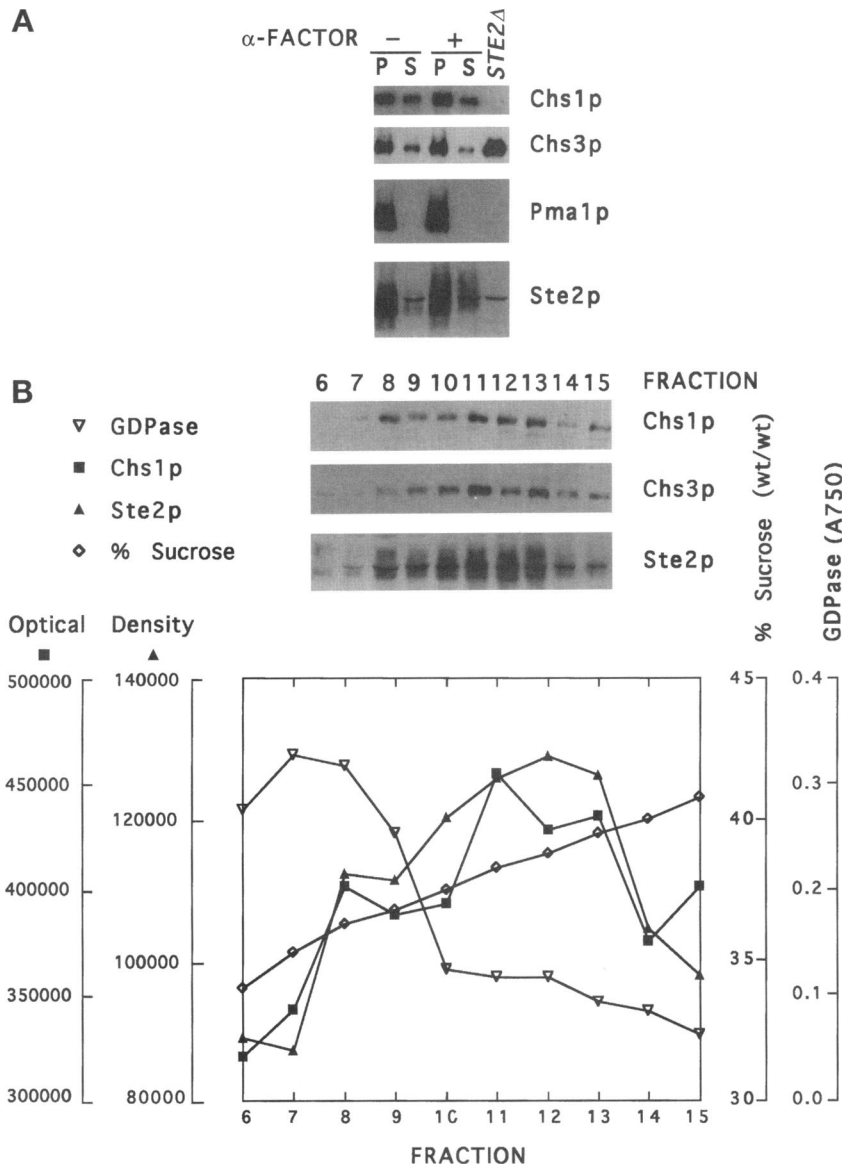 A
α-FACTOR − + STE2Δ
P S P S
Chs1p
Chs3p
Pma1p
Ste2p
B
6 7 8 9 10 11 12 13 14 15 FRACTION
▽ GDPase
■ Chs1p
▲ Ste2p
◇ % Sucrose
Chs1p
Chs3p
Ste2p
% Sucrose (wt/wt)
GDPase (A750)
Optical Density
■ ▲
500000
450000
400000
350000
300000
140000
120000
100000
80000
45
40
35
30
0.4
0.3
0.2
0.1
0.0
6 7 8 9 10 11 12 13 14 15
FRACTION